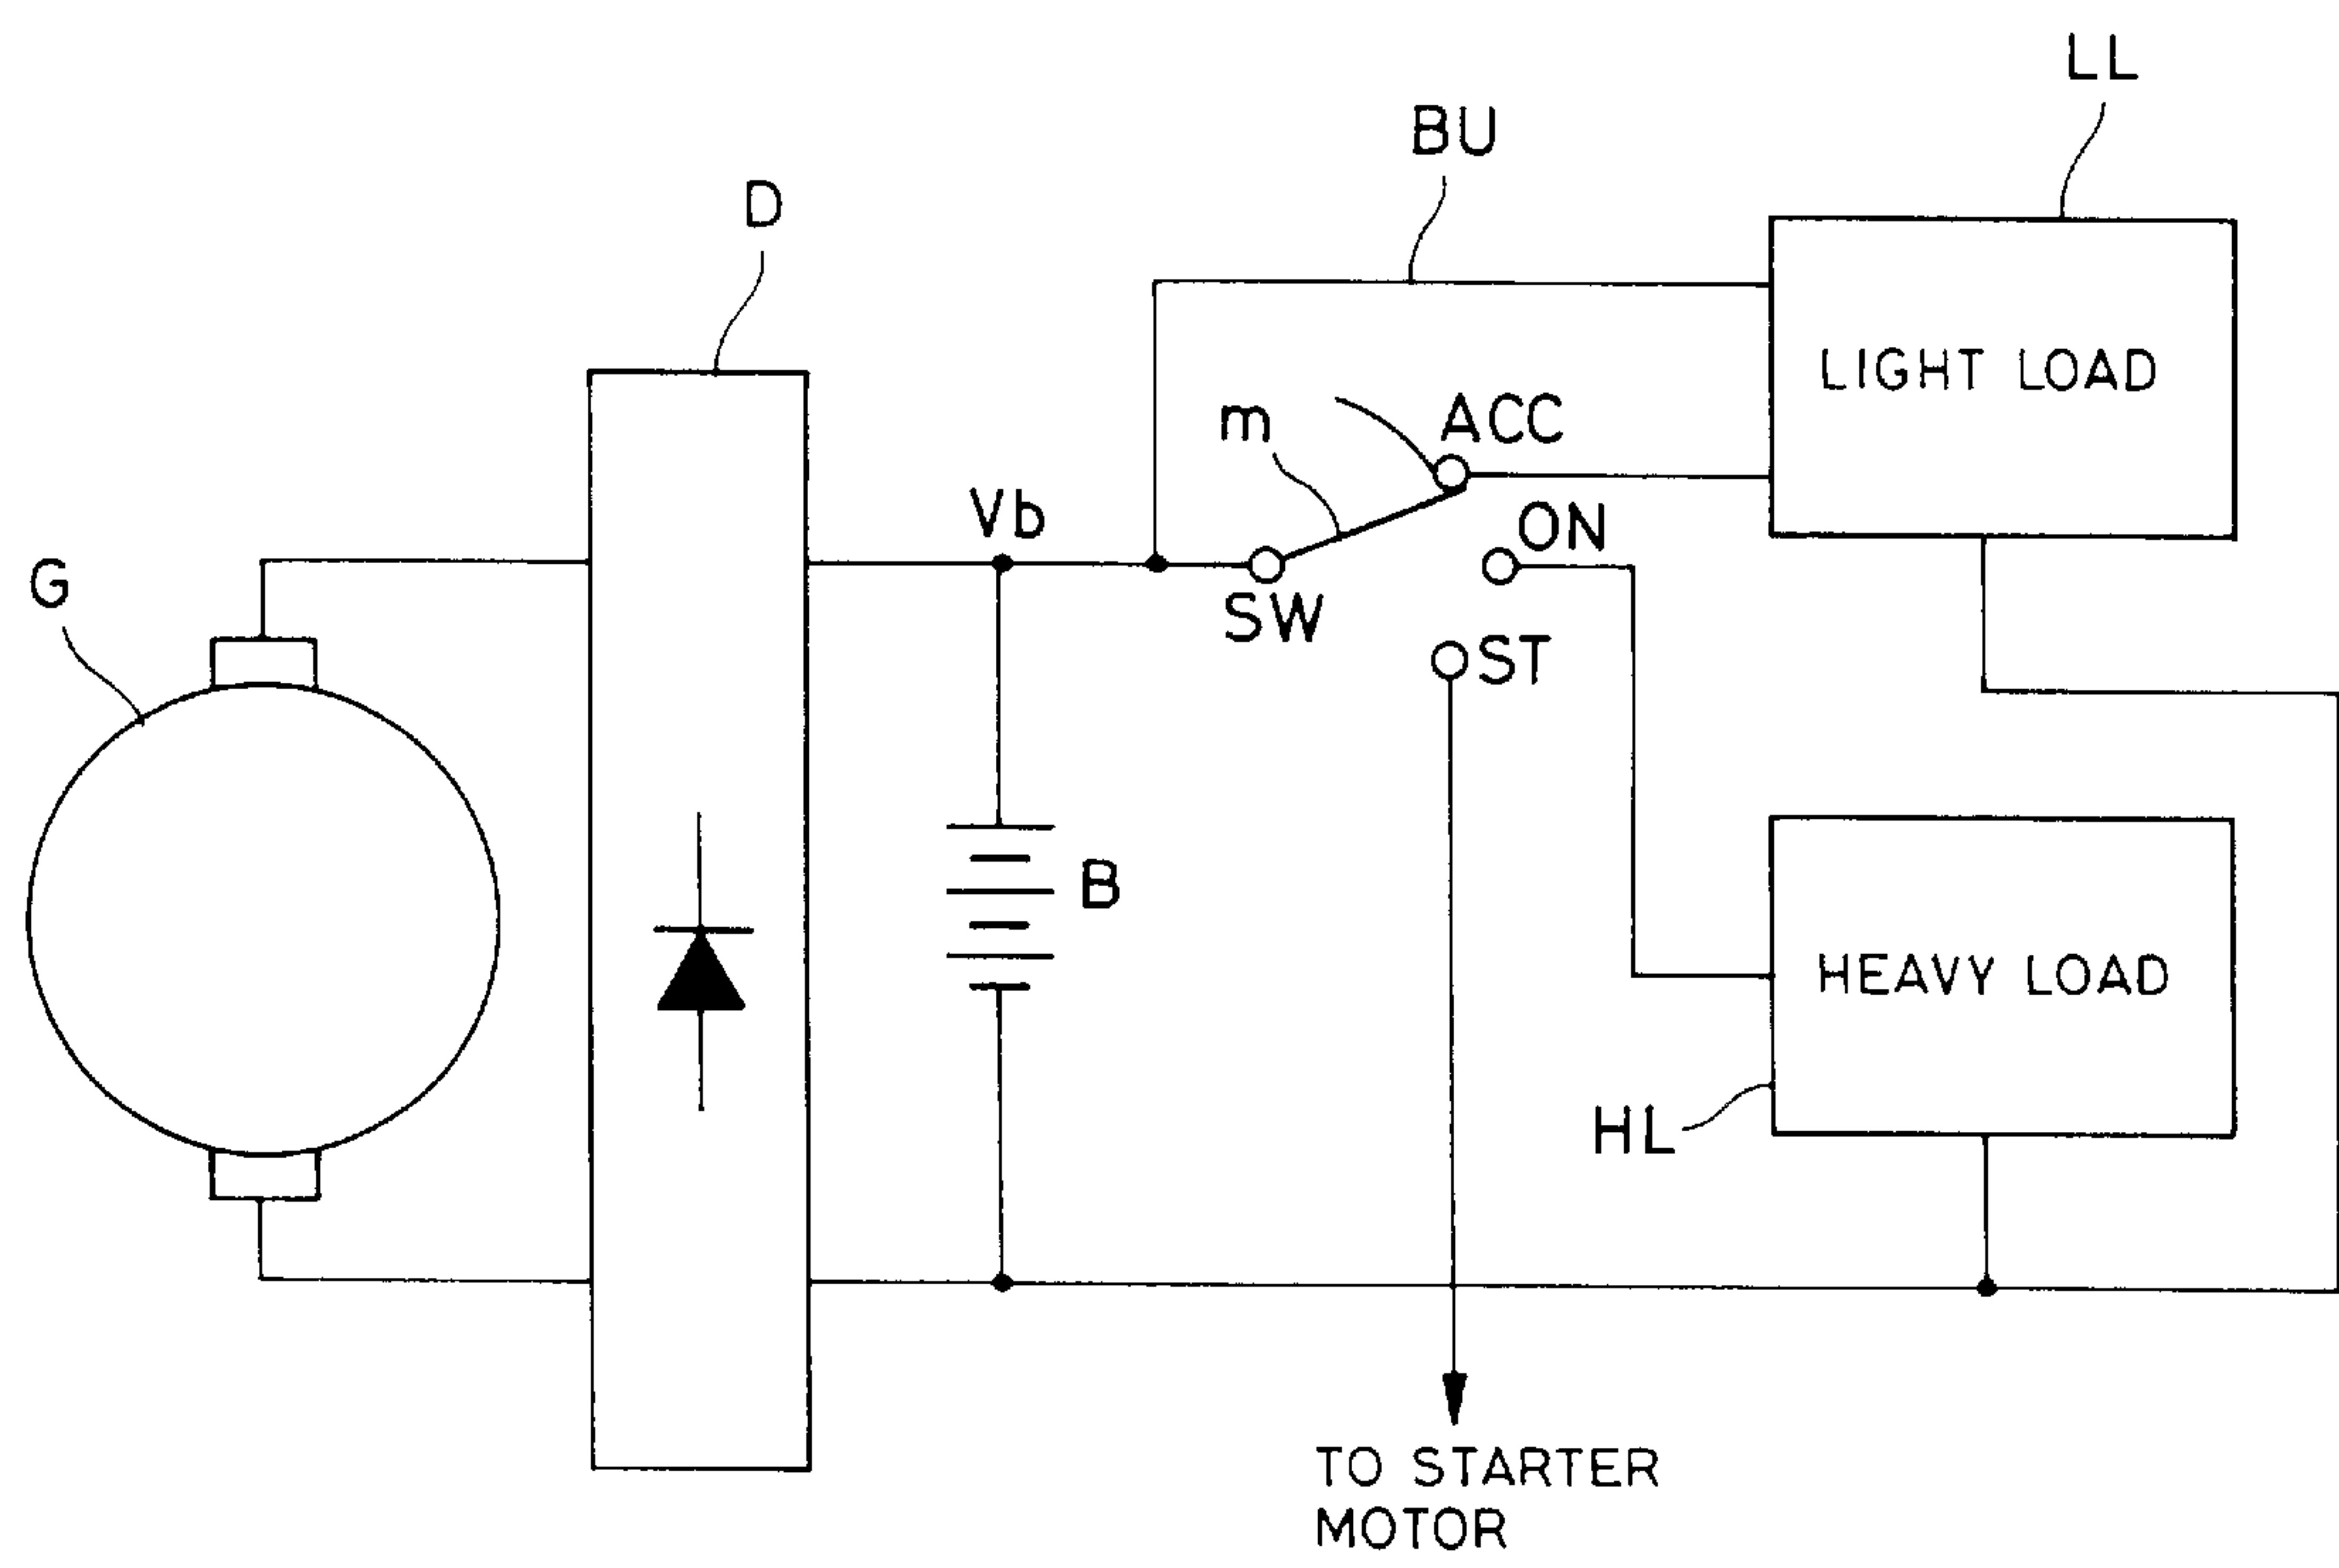 LL
BU
D
LIGHT LOAD
m
ACC
Vb
ON
G
SW
ST
B
HEAVY LOAD
HL
TO STARTER
MOTOR